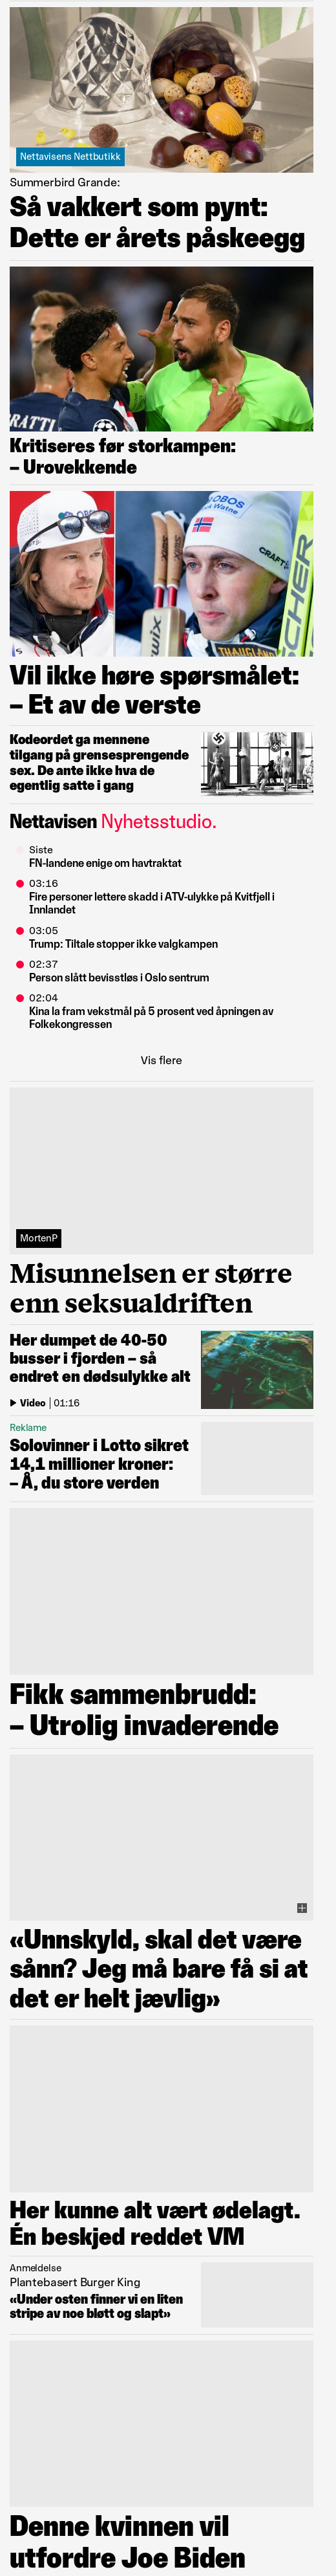 Nettavisens Nettbutikk
Summerbird Grande:
Så vakkert som pynt:
Dette er årets påskeegg
RATTI
Kritiseres før storkampen:
– Urovekkende
OBOS
CRAFT
wix
THAUGLAND
SCHER
Vil ikke høre spørsmålet:
– Et av de verste
Kodeordet ga mennene
tilgang på grensesprengende
sex. De ante ikke hva de
egentlig satte i gang
Nettavisen Nyhetsstudio.
Siste
FN-landene enige om havtraktat
03:16
Fire personer lettere skadd i ATV-ulykke på Kvitfjell i
Innlandet
03:05
Trump: Tiltale stopper ikke valgkampen
02:37
Person slått bevisstløs i Oslo sentrum
02:04
Kina la fram vekstmål på 5 prosent ved åpningen av
Folkekongressen
Vis flere
MortenP
Misunnelsen er større
enn seksualdriften
Her dumpet de 40-50
busser i fjorden – så
endret en dødsulykke alt
Video | 01:16
Reklame
Solovinner i Lotto sikret
14,1 millioner kroner:
– Å, du store verden
Fikk sammenbrudd:
– Utrolig invaderende
«Unnskyld, skal det være
sånn? Jeg må bare få si at
det er helt jævlig»
Her kunne alt vært ødelagt.
Én beskjed reddet VM
Anmeldelse
Plantebasert Burger King
«Under osten finner vi en liten
stripe av noe bløtt og slapt»
Denne kvinnen vil
utfordre Joe Biden